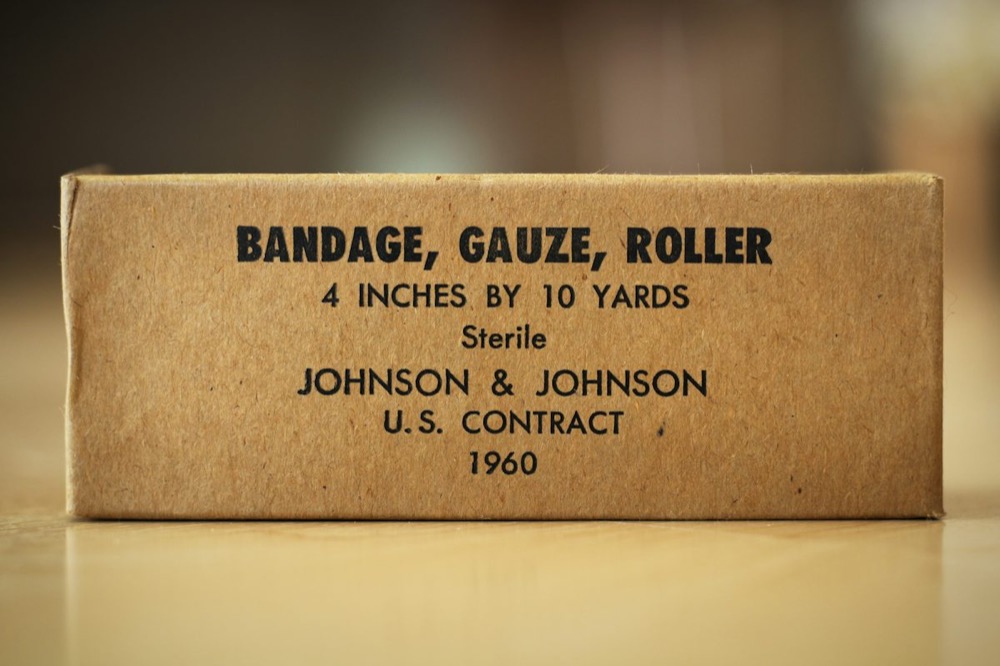 BANDAGE, GAUZE, ROLLER
4 INCHES BY 10 YARDS
Sterile
JOHNSON & JOHNSON
U.S. CONTRACT
1960